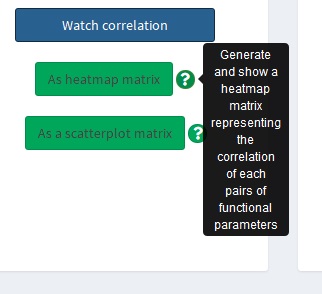 Watch correlation
As heatmap matrix ?
As a scatterplot matrix ?
Generate
and show a
heatmap
matrix
representing
the
correlation
of each
pairs of
functional
parameters